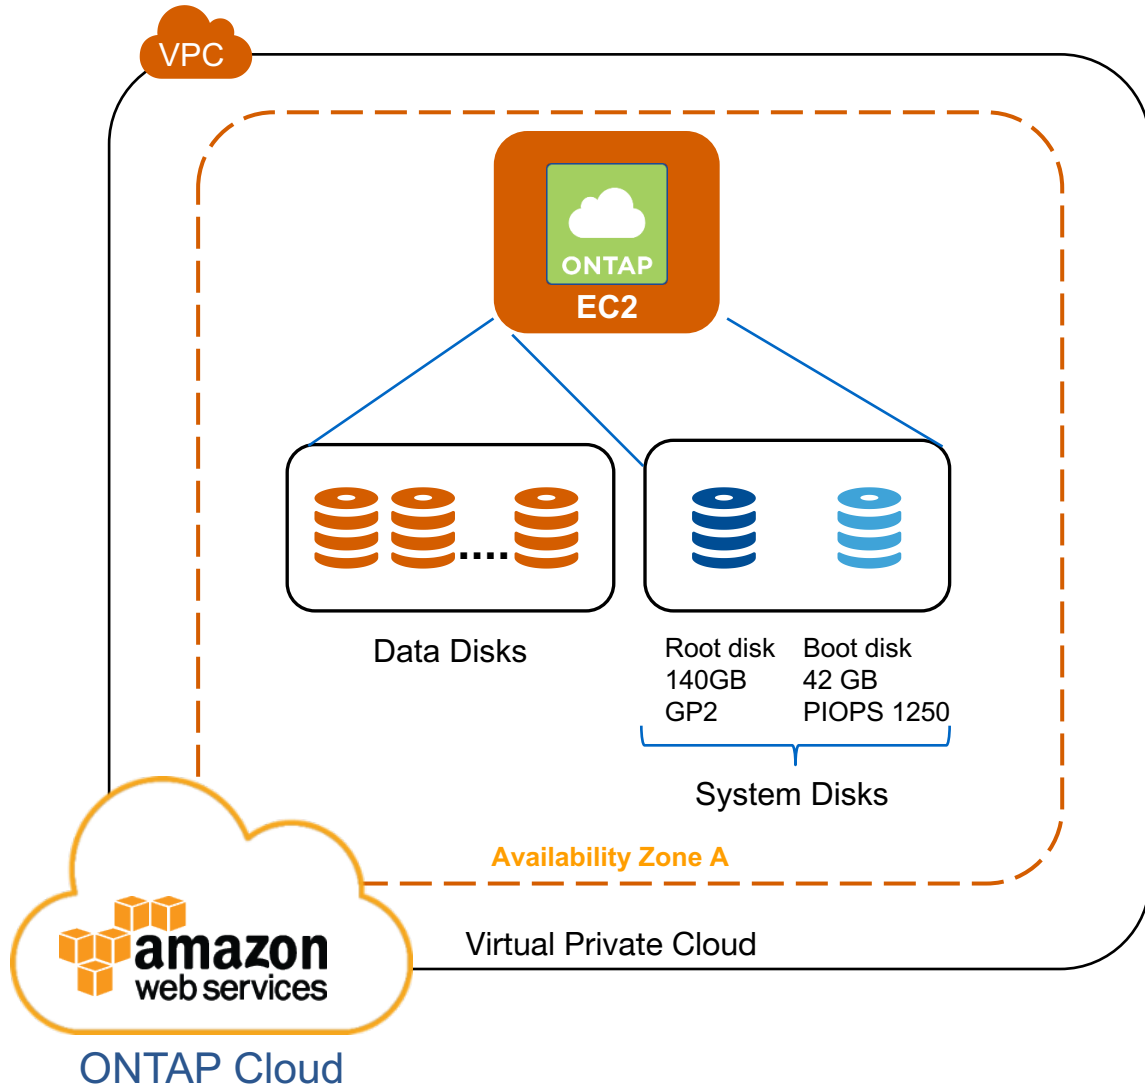 VPC
ONTAP
EC2
....
Data Disks
Root disk
140GB
GP2
Boot disk
42 GB
PIOPS 1250
System Disks
Availability Zone A
Virtual Private Cloud
amazon
web services
ONTAP Cloud